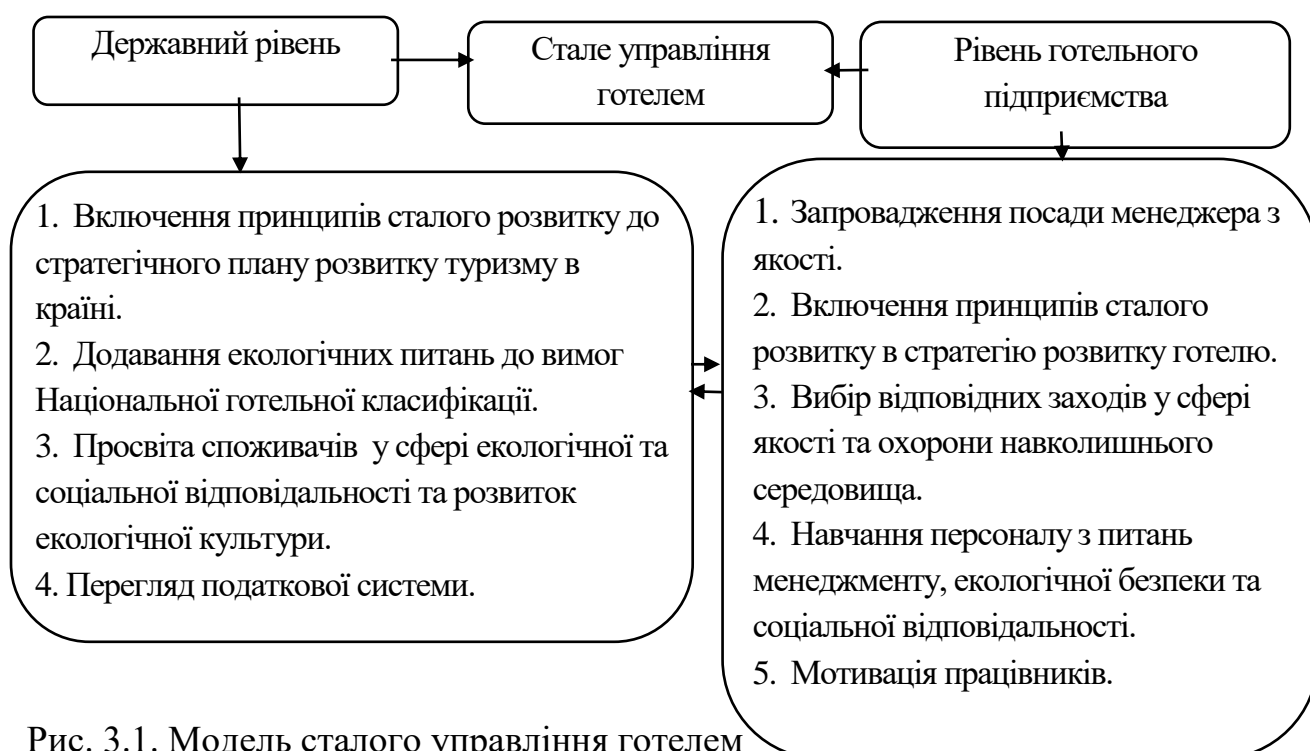 Державний рівень
Стале управління
готелем
Рівень готельного
підприємства
1. Включення принципів сталого розвитку до
стратегічного плану розвитку туризму в
країні.
2. Додавання екологічних питань до вимог
Національної готельної класифікації.
3. Просвіта споживачів у сфері екологічної та
соціальної відповідальності та розвиток
екологічної культури.
4. Перегляд податкової системи.
1. Запровадження посади менеджера з
якості.
2. Включення принципів сталого
розвитку в стратегію розвитку готелю.
3. Вибір відповідних заходів у сфері
якості та охорони навколишнього
середовища.
4. Навчання персоналу з питань
менеджменту, екологічної безпеки та
соціальної відповідальності.
5. Мотивація працівників.
Рис. 3.1. Модель сталого управління готелем